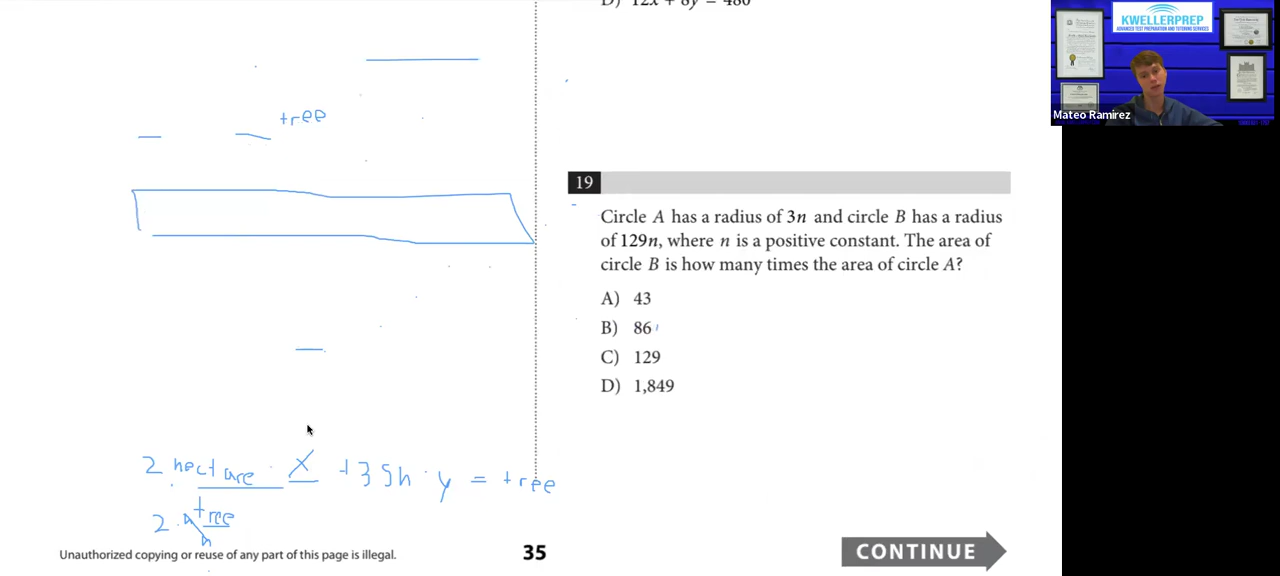 D) 12x + 8y = 480
KWELLERPREP
ADVANCED TEST PREPARATION AND TUTORING SERVICES
Mateo Ramirez
tree
19
Circle A has a radius of 3n and circle B has a radius
of 129n, where n is a positive constant. The area of
circle B is how many times the area of circle A?
A) 43
B) 86
C) 129
D) 1,849
2 hectare · x + 35h · y = tree
2 · h tree
h
Unauthorized copying or reuse of any part of this page is illegal.
35
CONTINUE